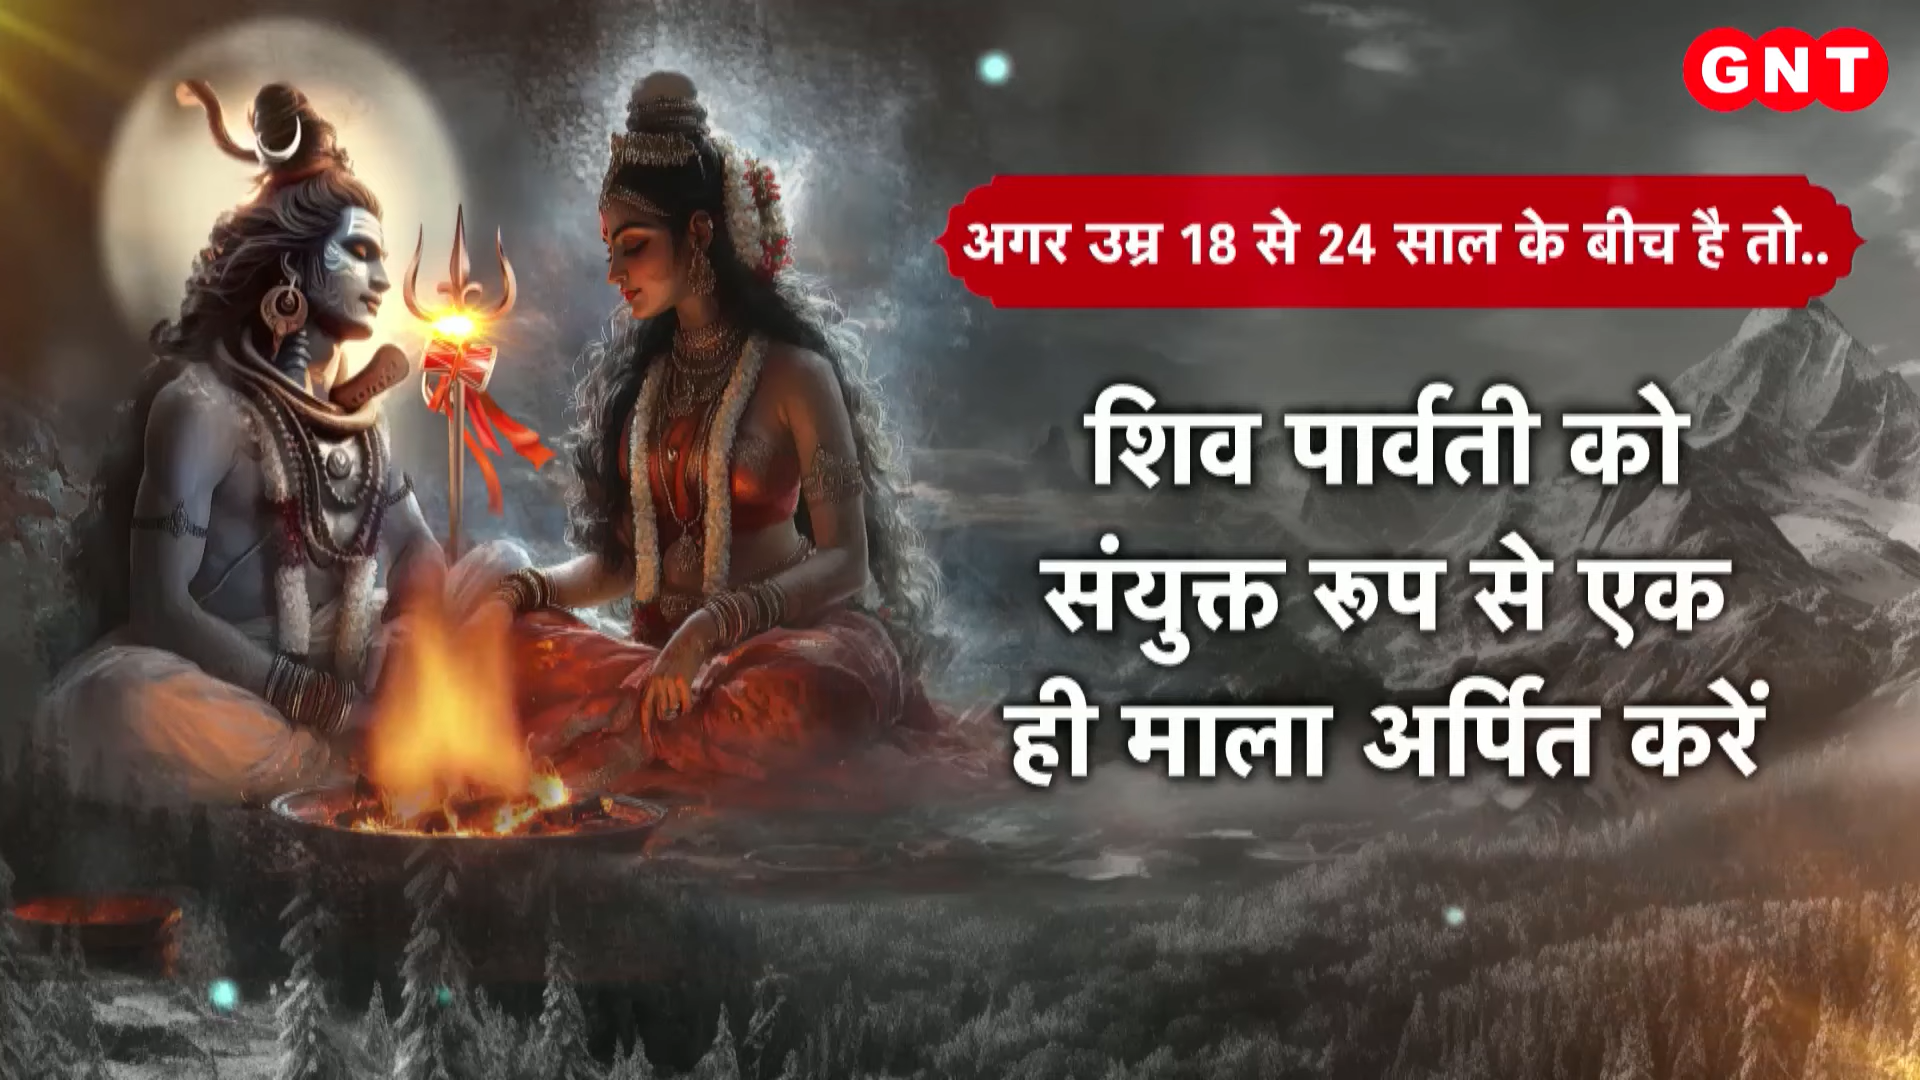 GNT
अगर उम्र 18 से 24 साल के बीच है तो..
शिव पार्वती को
संयुक्त रूप से एक
ही माला अर्पित करें